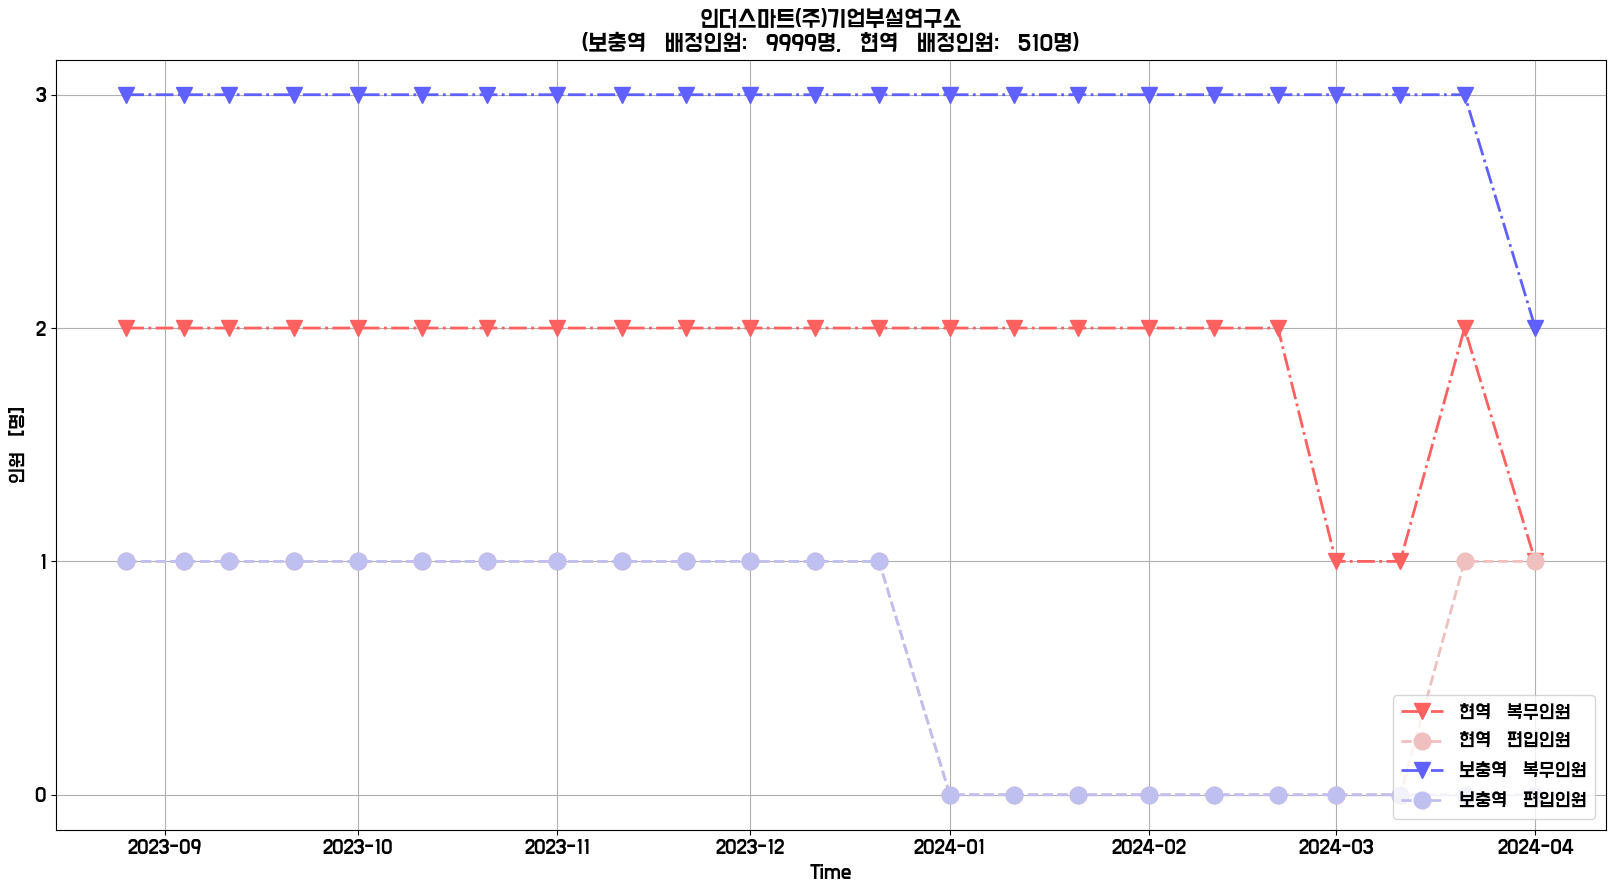 인더스마트(주)기업부설연구소
(보충역 배정인원: 9999명, 현역 배정인원: 510명)
3
2
1
0
인원 [명]
2023-09 2023-10 2023-11 2023-12 2024-01 2024-02 2024-03 2024-04
Time
현역 복무인원
현역 편입인원
보충역 복무인원
보충역 편입인원